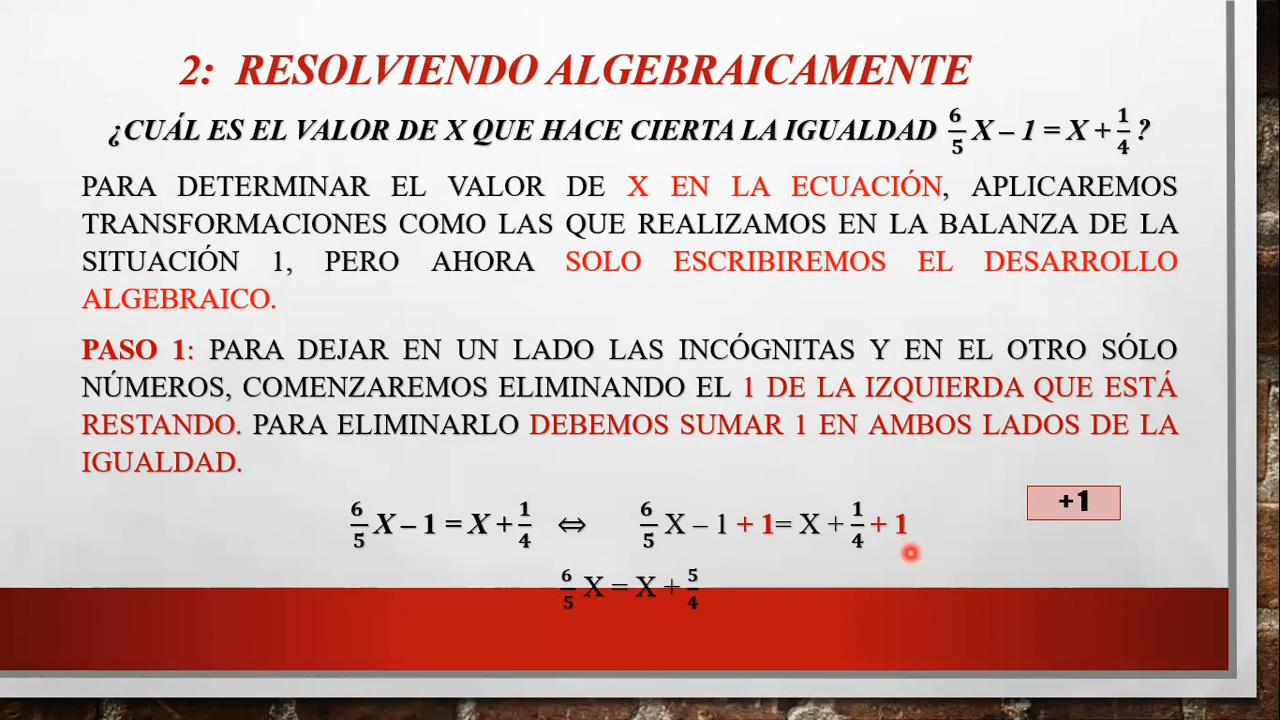 2: RESOLVIENDO ALGEBRAICAMENTE
¿CUÁL ES EL VALOR DE X QUE HACE CIERTA LA IGUALDAD 6/5 X – 1 = X + 1/4 ?
PARA DETERMINAR EL VALOR DE X EN LA ECUACIÓN, APLICAREMOS
TRANSFORMACIONES COMO LAS QUE REALIZAMOS EN LA BALANZA DE LA
SITUACIÓN 1, PERO AHORA SOLO ESCRIBIREMOS EL DESARROLLO
ALGEBRAICO.
PASO 1: PARA DEJAR EN UN LADO LAS INCÓGNITAS Y EN EL OTRO SÓLO
NÚMEROS, COMENZAREMOS ELIMINANDO EL 1 DE LA IZQUIERDA QUE ESTÁ
RESTANDO. PARA ELIMINARLO DEBEMOS SUMAR 1 EN AMBOS LADOS DE LA
IGUALDAD.
+1
6/5 X – 1 = X + 1/4 ⇔ 6/5 X – 1 + 1= X + 1/4 + 1
6/5 X = X + 5/4